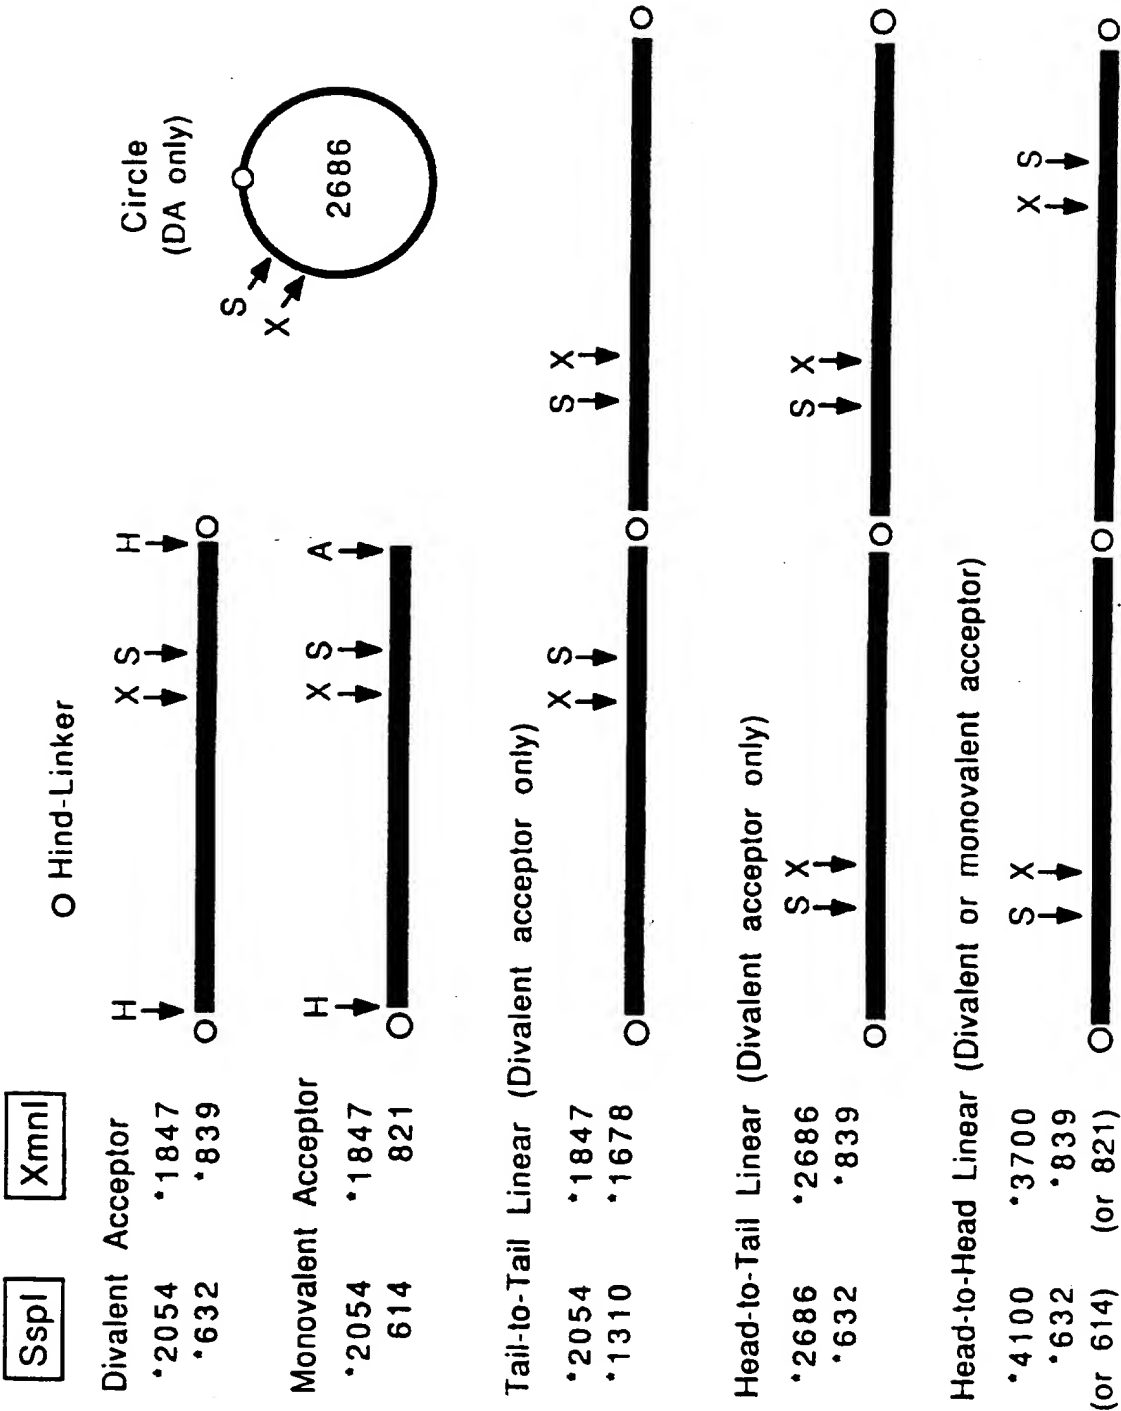 SspI XmnI
O Hind-Linker
Circle
(DA only)
2686
S
X
Divalent Acceptor
*2054 *1847
*632 *839
H X S H
Monovalent Acceptor
*2054 *1847
614 821
H X S A
Tail-to-Tail Linear (Divalent acceptor only)
*2054 *1847
*1310 *1678
X S S X
Head-to-Tail Linear (Divalent acceptor only)
*2686 *2686
*632 *839
S X S X
Head-to-Head Linear (Divalent or monovalent acceptor)
*4100 *3700
*632 *839
(or 614) (or 821)
S X X S